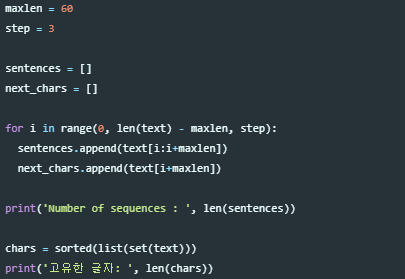 maxlen = 60
step = 3
sentences = []
next_chars = []
for i in range(0, len(text) - maxlen, step):
  sentences.append(text[i:i+maxlen])
  next_chars.append(text[i+maxlen])
print('Number of sequences : ', len(sentences))
chars = sorted(list(set(text)))
print('고유한 글자: ', len(chars))